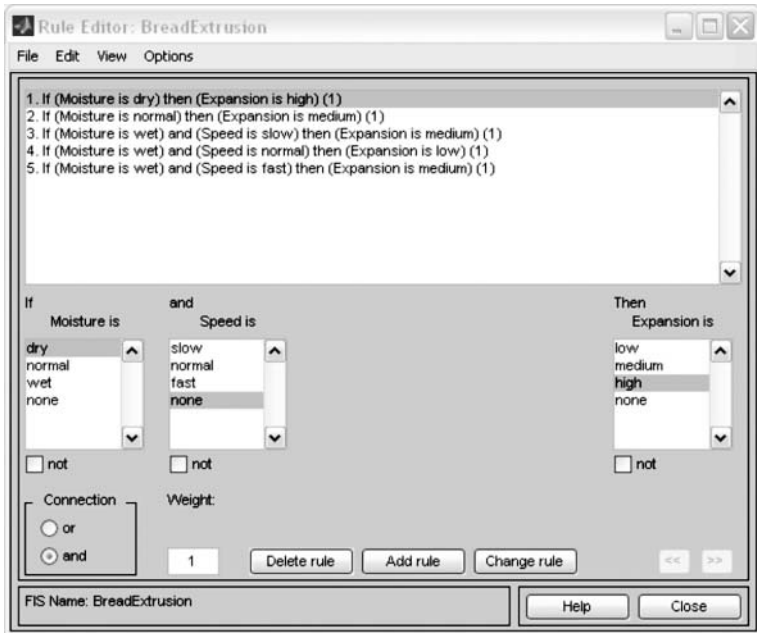 Rule Editor: BreadExtrusion
File Edit View Options
1. If (Moisture is dry) then (Expansion is high) (1)
2. If (Moisture is normal) then (Expansion is medium) (1)
3. If (Moisture is wet) and (Speed is slow) then (Expansion is medium) (1)
4. If (Moisture is wet) and (Speed is normal) then (Expansion is low) (1)
5. If (Moisture is wet) and (Speed is fast) then (Expansion is medium) (1)
If and Then
Moisture is Speed is Expansion is
dry slow low
normal normal medium
wet fast high
none none none
not not not
Connection Weight:
or
and 1 Delete rule Add rule Change rule << >>
FIS Name: BreadExtrusion Help Close